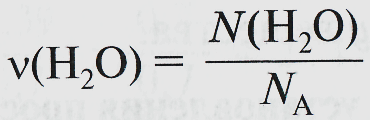 ν(H₂O) = N(H₂O) / N_A